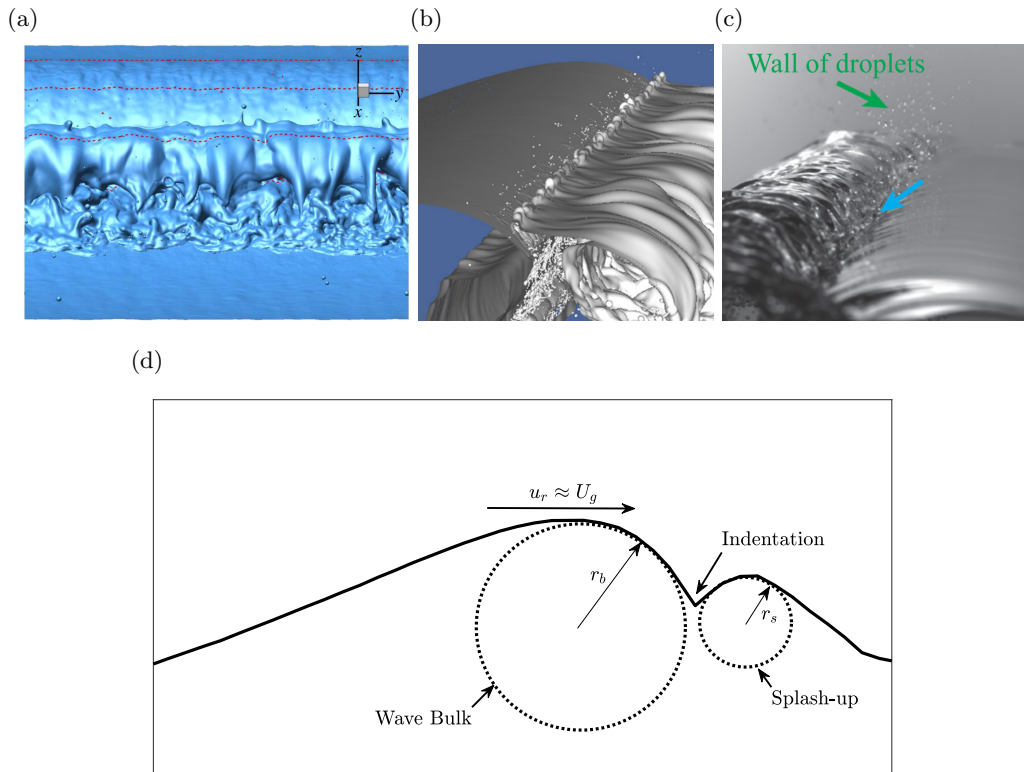 (a)
(b)
(c)
z
y
x
Wall of droplets
(d)
u_r ≈ U_g
Indentation
r_b
r_s
Splash-up
Wave Bulk